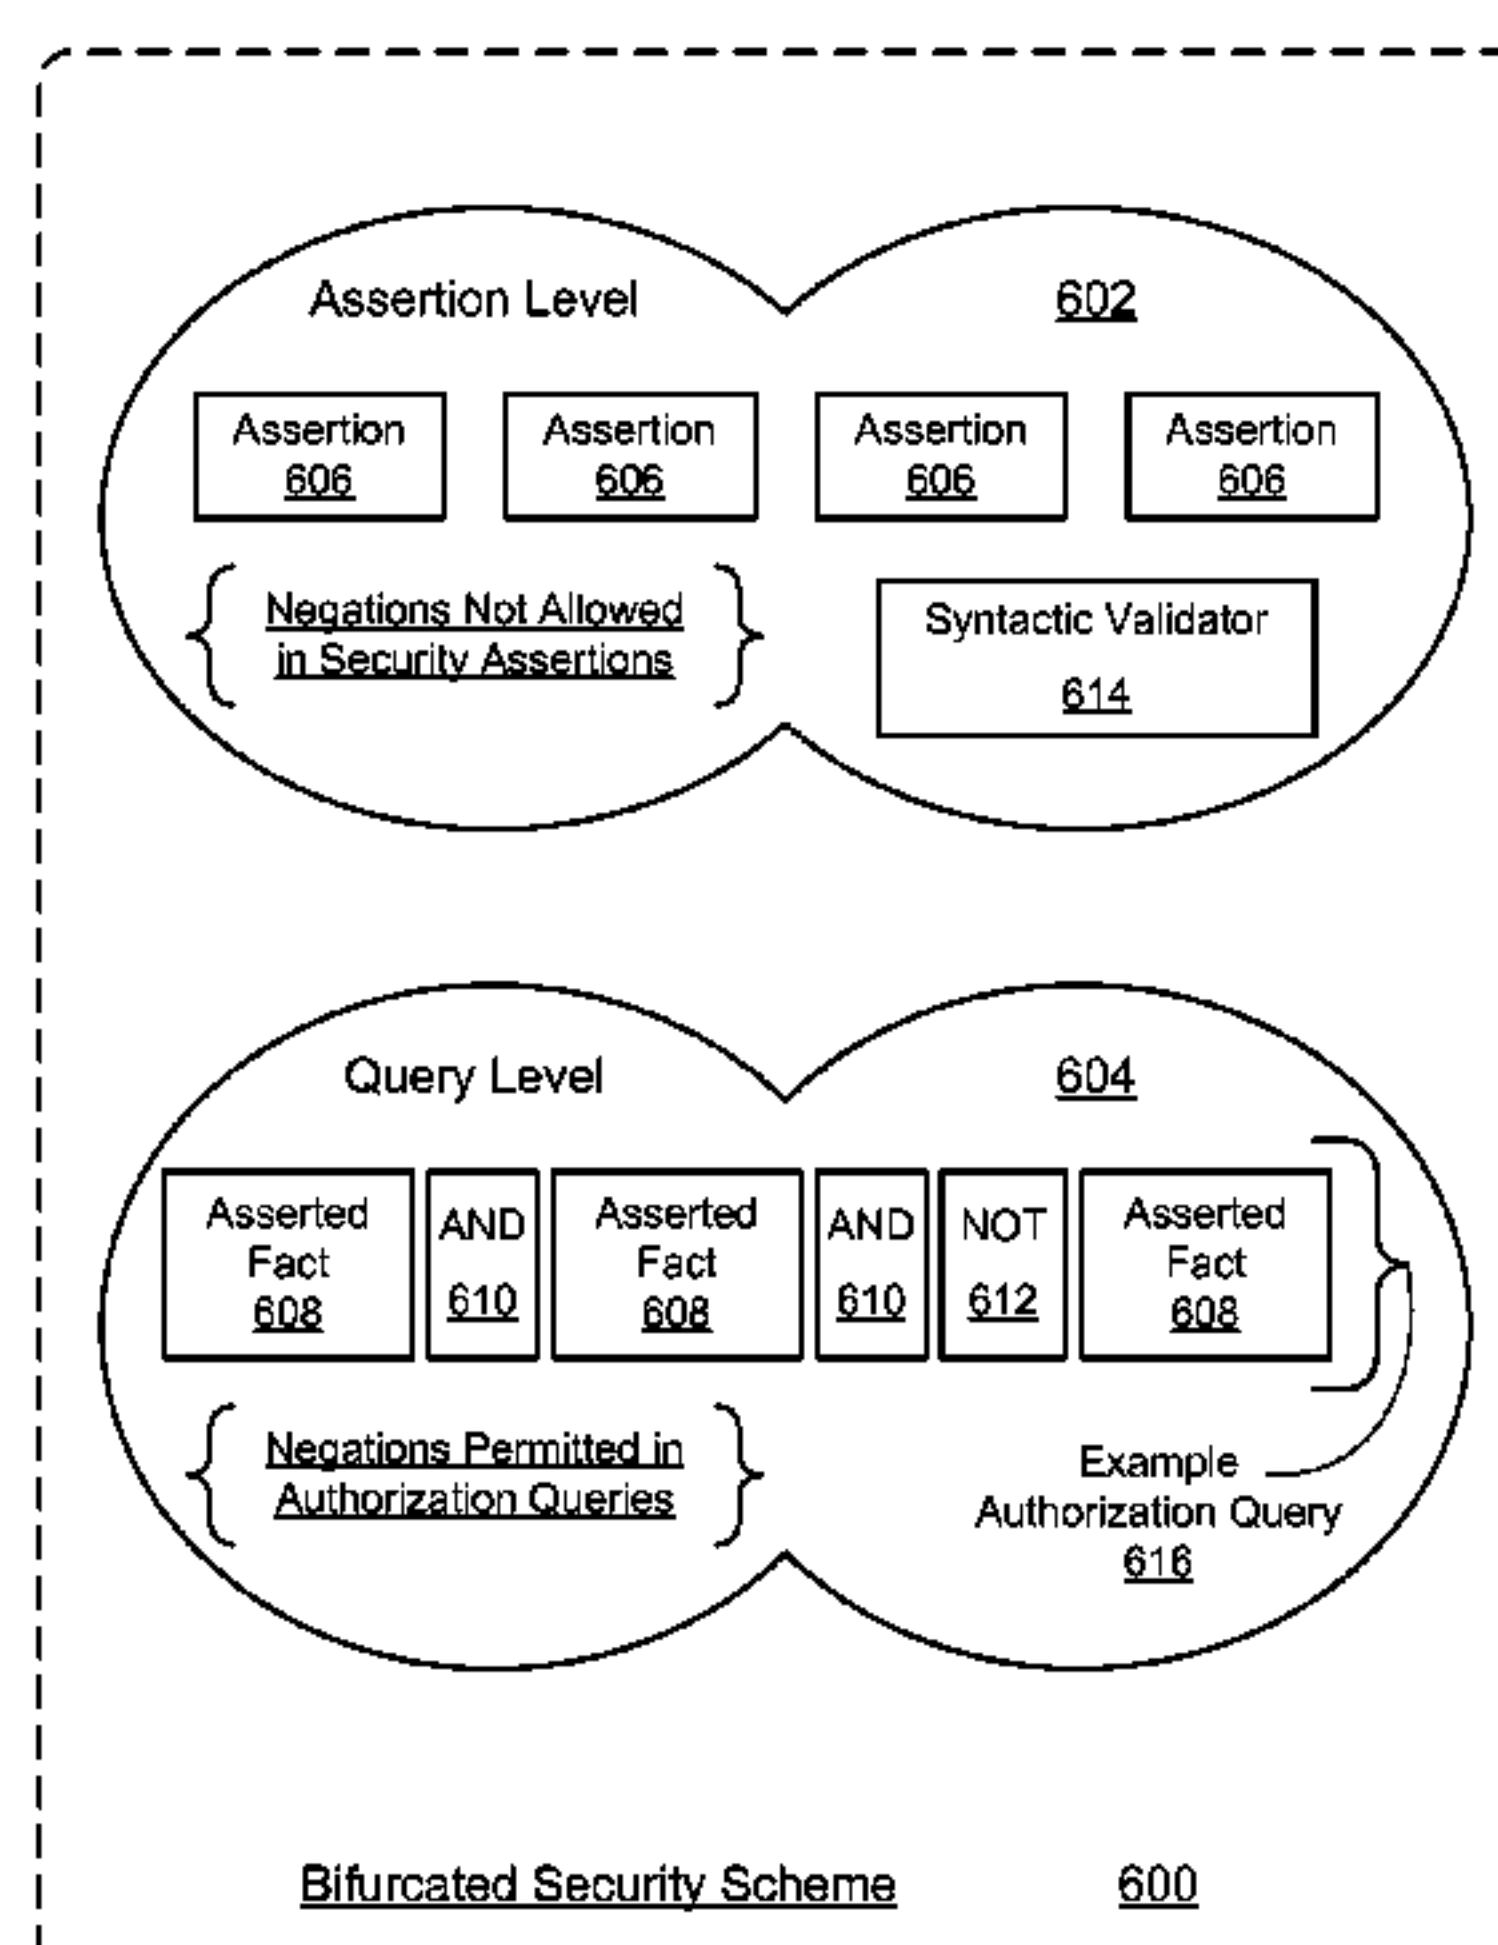 Assertion Level 602
Assertion Assertion Assertion Assertion
606 606 606 606
Negations Not Allowed
in Security Assertions
Syntactic Validator
614
Query Level 604
Asserted
Fact
608
AND
610
Asserted
Fact
608
AND
610
NOT
612
Asserted
Fact
608
Negations Permitted in
Authorization Queries
Example
Authorization Query
616
Bifurcated Security Scheme 600